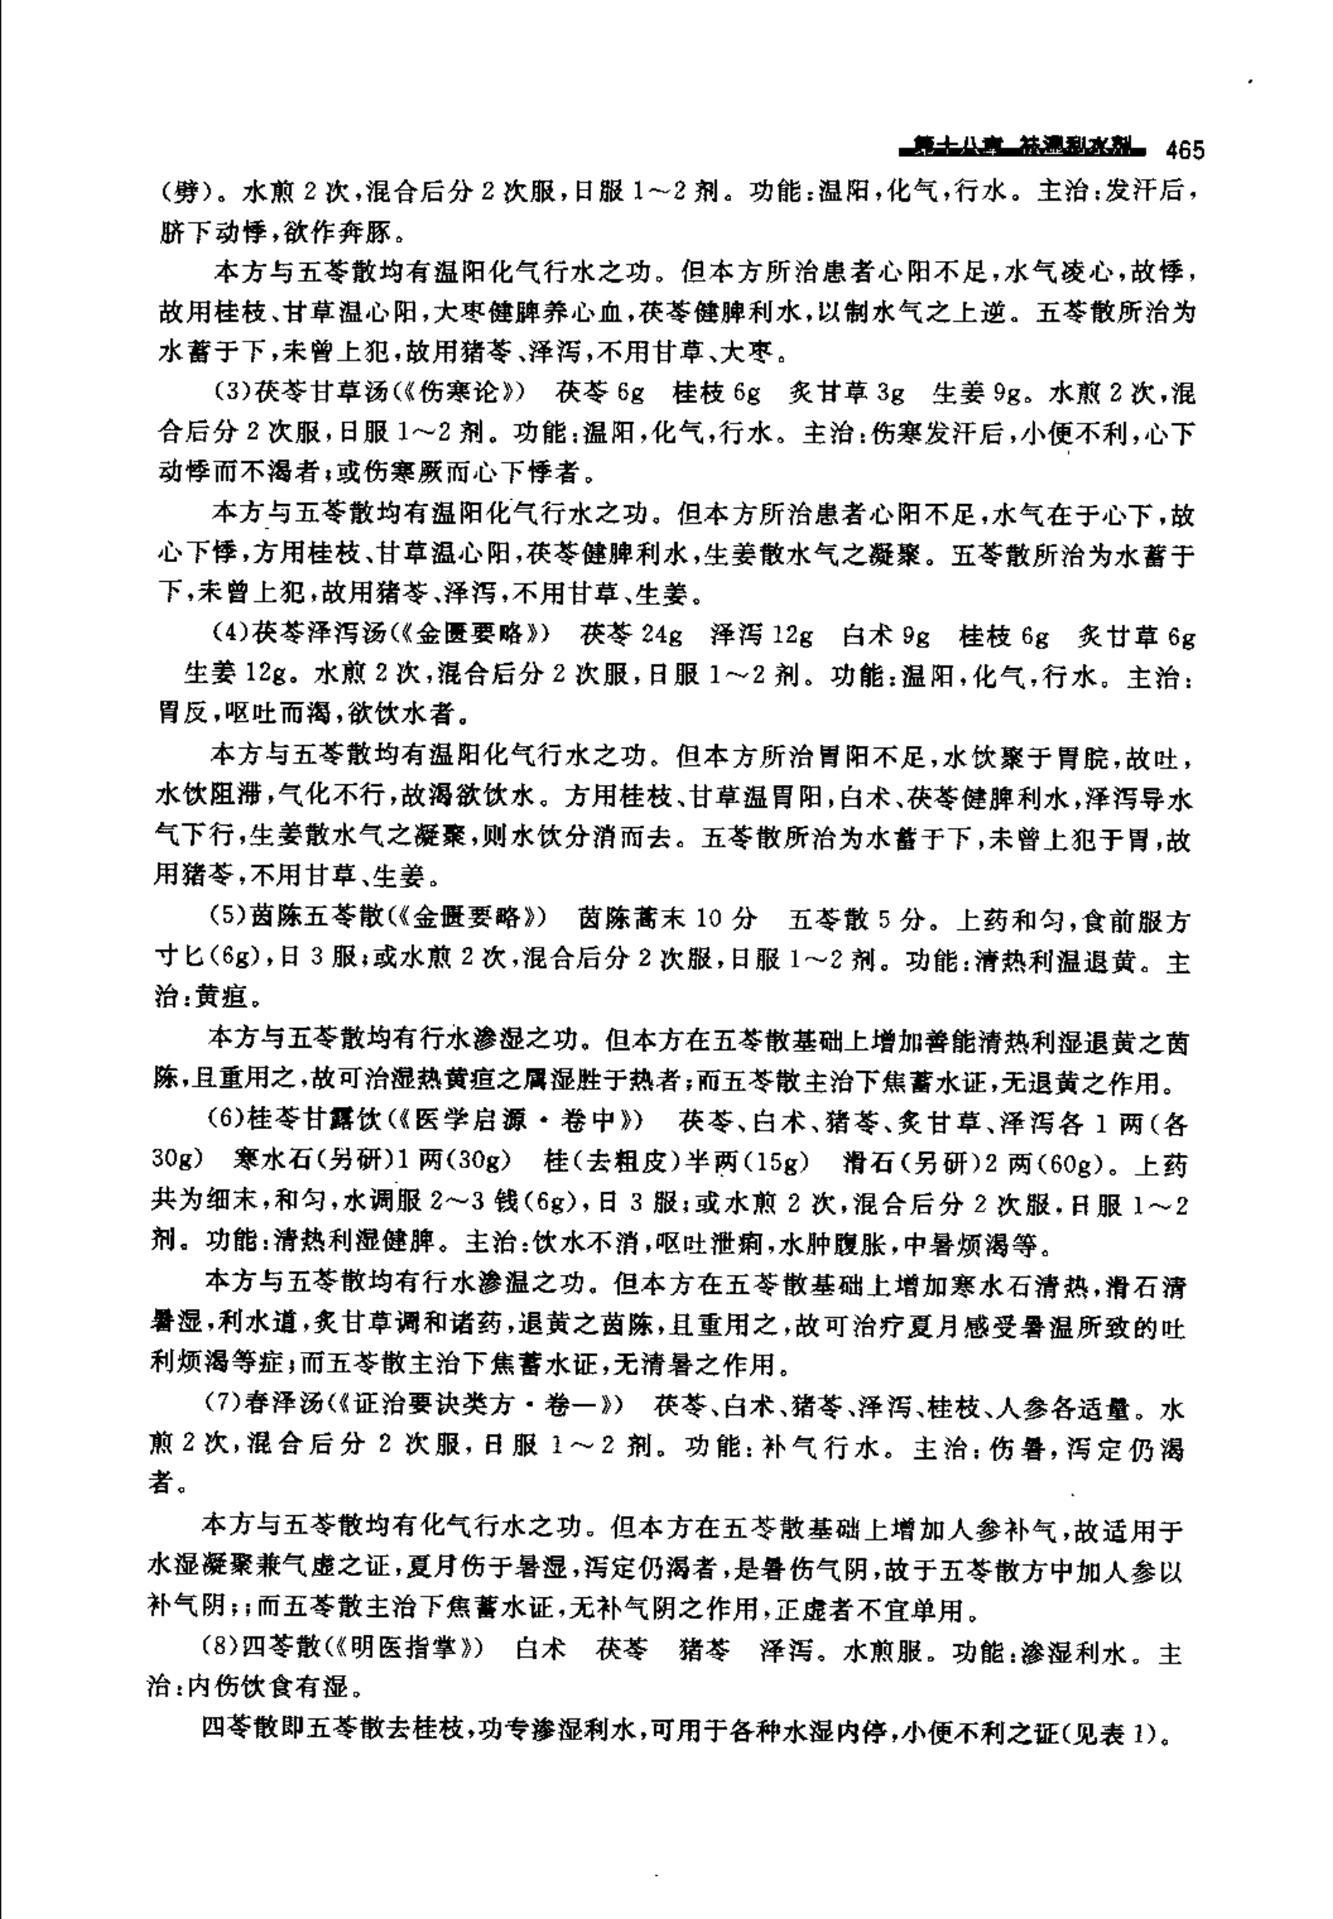 第十八章 祛湿利水剂 465
(劈)。水煎2次,混合后分2次服,日服1～2剂。功能:温阳,化气,行水。主治:发汗后,
脐下动悸,欲作奔豚。
本方与五苓散均有温阳化气行水之功。但本方所治患者心阳不足,水气凌心,故悸,
故用桂枝、甘草温心阳,大枣健脾养心血,茯苓健脾利水,以制水气之上逆。五苓散所治为
水蓄于下,未曾上犯,故用猪苓、泽泻,不用甘草、大枣。
(3)茯苓甘草汤(《伤寒论》) 茯苓6g 桂枝6g 炙甘草3g 生姜9g。水煎2次,混
合后分2次服,日服1～2剂。功能:温阳,化气,行水。主治:伤寒发汗后,小便不利,心下
动悸而不渴者;或伤寒厥而心下悸者。
本方与五苓散均有温阳化气行水之功。但本方所治患者心阳不足,水气在于心下,故
心下悸,方用桂枝、甘草温心阳,茯苓健脾利水,生姜散水气之凝聚。五苓散所治为水蓄于
下,未曾上犯,故用猪苓、泽泻,不用甘草、生姜。
(4)茯苓泽泻汤(《金匮要略》) 茯苓24g 泽泻12g 白术9g 桂枝6g 炙甘草6g
生姜12g。水煎2次,混合后分2次服,日服1～2剂。功能:温阳,化气,行水。主治:
胃反,呕吐而渴,欲饮水者。
本方与五苓散均有温阳化气行水之功。但本方所治胃阳不足,水饮聚于胃脘,故吐,
水饮阻滞,气化不行,故渴欲饮水。方用桂枝、甘草温胃阳,白术、茯苓健脾利水,泽泻导水
气下行,生姜散水气之凝聚,则水饮分消而去。五苓散所治为水蓄于下,未曾上犯于胃,故
用猪苓,不用甘草、生姜。
(5)茵陈五苓散(《金匮要略》) 茵陈蒿末10分 五苓散5分。上药和匀,食前服方
寸匕(6g),日3服;或水煎2次,混合后分2次服,日服1～2剂。功能:清热利温退黄。主
治:黄疸。
本方与五苓散均有行水渗湿之功。但本方在五苓散基础上增加善能清热利湿退黄之茵
陈,且重用之,故可治湿热黄疸之属湿胜于热者;而五苓散主治下焦蓄水证,无退黄之作用。
(6)桂苓甘露饮(《医学启源·卷中》) 茯苓、白术、猪苓、炙甘草、泽泻各1两(各
30g) 寒水石(另研)1两(30g) 桂(去粗皮)半两(15g) 滑石(另研)2两(60g)。上药
共为细末,和匀,水调服2～3钱(6g),日3服;或水煎2次,混合后分2次服,日服1～2
剂。功能:清热利湿健脾。主治:饮水不消,呕吐泄痢,水肿腹胀,中暑烦渴等。
本方与五苓散均有行水渗温之功。但本方在五苓散基础上增加寒水石清热,滑石清
暑湿,利水道,炙甘草调和诸药,退黄之茵陈,且重用之,故可治疗夏月感受暑温所致的吐
利烦渴等症;而五苓散主治下焦蓄水证,无清暑之作用。
(7)春泽汤(《证治要诀类方·卷一》) 茯苓、白术、猪苓、泽泻、桂枝、人参各适量。水
煎2次,混合后分2次服,日服1～2剂。功能:补气行水。主治:伤暑,泻定仍渴
者。
本方与五苓散均有化气行水之功。但本方在五苓散基础上增加人参补气,故适用于
水湿凝聚兼气虚之证,夏月伤于暑湿,泻定仍渴者,是暑伤气阴,故于五苓散方中加人参以
补气阴;;而五苓散主治下焦蓄水证,无补气阴之作用,正虚者不宜单用。
(8)四苓散(《明医指掌》) 白术 茯苓 猪苓 泽泻。水煎服。功能:渗湿利水。主
治:内伤饮食有湿。
四苓散即五苓散去桂枝,功专渗湿利水,可用于各种水湿内停,小便不利之证(见表1)。